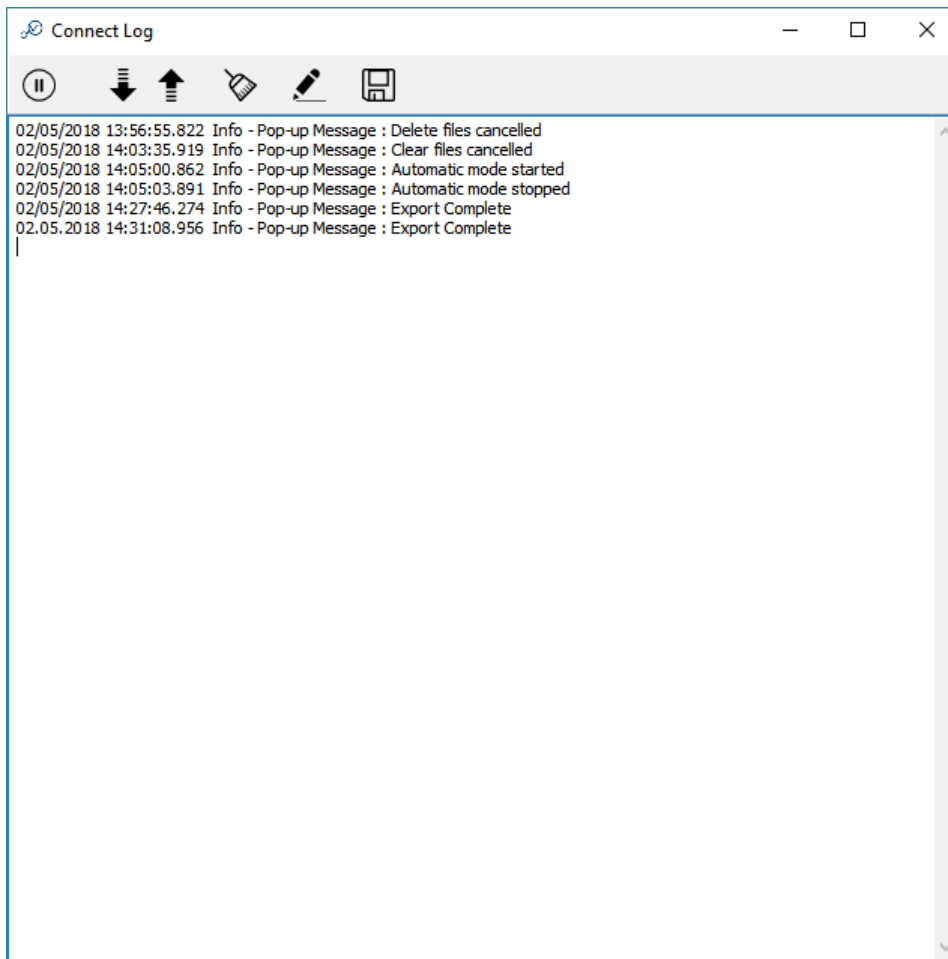 Connect Log
02/05/2018 13:56:55.822 Info - Pop-up Message : Delete files cancelled
02/05/2018 14:03:35.919 Info - Pop-up Message : Clear files cancelled
02/05/2018 14:05:00.862 Info - Pop-up Message : Automatic mode started
02/05/2018 14:05:03.891 Info - Pop-up Message : Automatic mode stopped
02/05/2018 14:27:46.274 Info - Pop-up Message : Export Complete
02.05.2018 14:31:08.956 Info - Pop-up Message : Export Complete